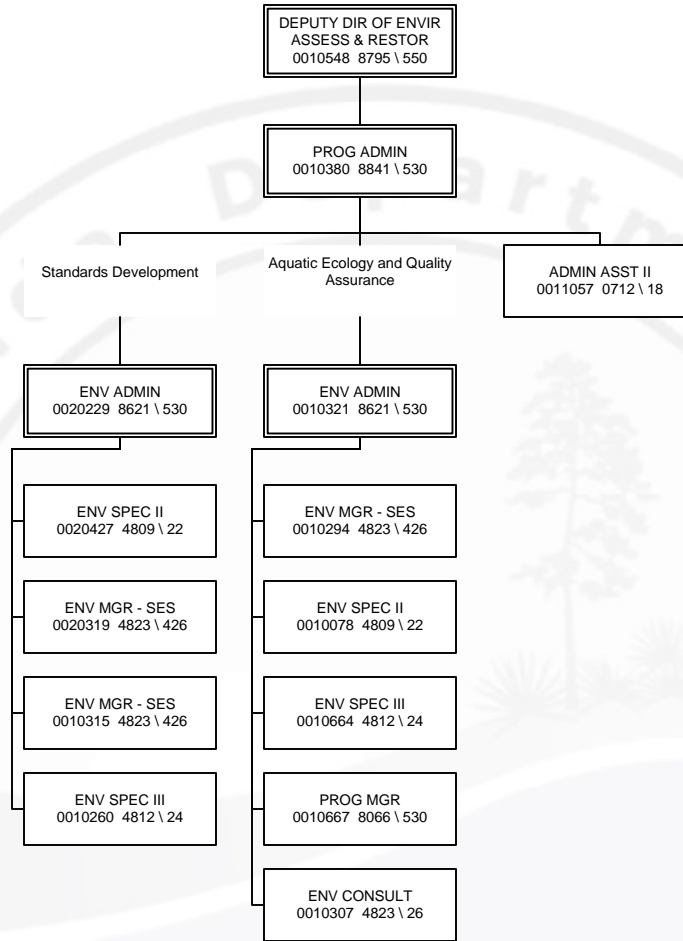 DEPUTY DIR OF ENVIR
ASSESS & RESTOR
0010548 8795 \ 550
PROG ADMIN
0010380 8841 \ 530
Standards Development
Aquatic Ecology and Quality
Assurance
ADMIN ASST II
0011057 0712 \ 18
ENV ADMIN
0020229 8621 \ 530
ENV ADMIN
0010321 8621 \ 530
ENV SPEC II
0020427 4809 \ 22
ENV MGR - SES
0020319 4823 \ 426
ENV MGR - SES
0010315 4823 \ 426
ENV SPEC III
0010260 4812 \ 24
ENV MGR - SES
0010294 4823 \ 426
ENV SPEC II
0010078 4809 \ 22
ENV SPEC III
0010664 4812 \ 24
PROG MGR
0010667 8066 \ 530
ENV CONSULT
0010307 4823 \ 26